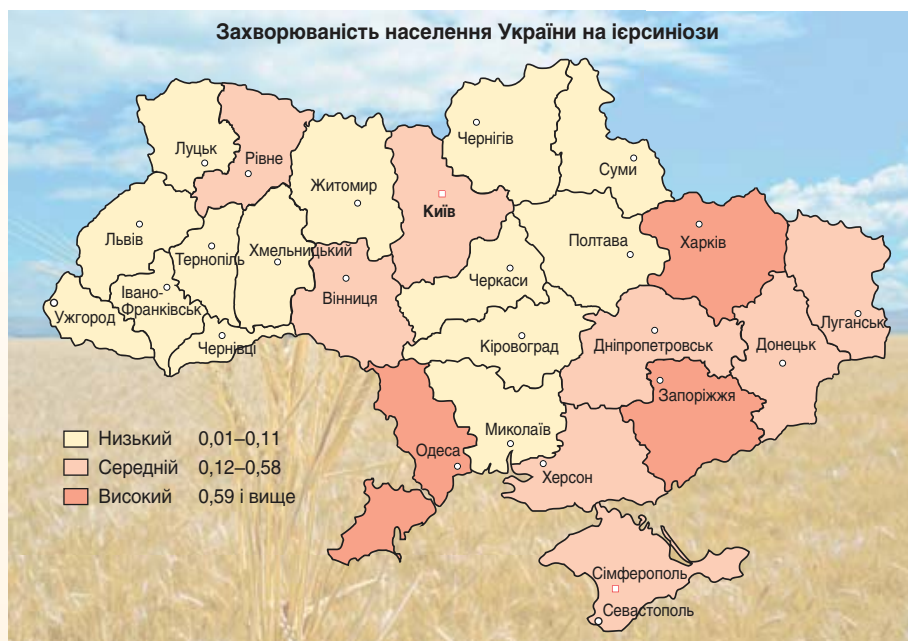 Захворюваність населення України на ієрсиніози
Луцьк
Рівне
Житомир
Чернігів
Суми
Київ
Львів
Тернопіль
Хмельницький
Вінниця
Черкаси
Полтава
Харків
Ужгород
Івано-
Франківськ
Чернівці
Кіровоград
Дніпропетровськ
Донецьк
Луганськ
Запоріжжя
Миколаїв
Одеса
Херсон
Сімферополь
Севастополь
Низький 0,01–0,11
Середній 0,12–0,58
Високий 0,59 і вище